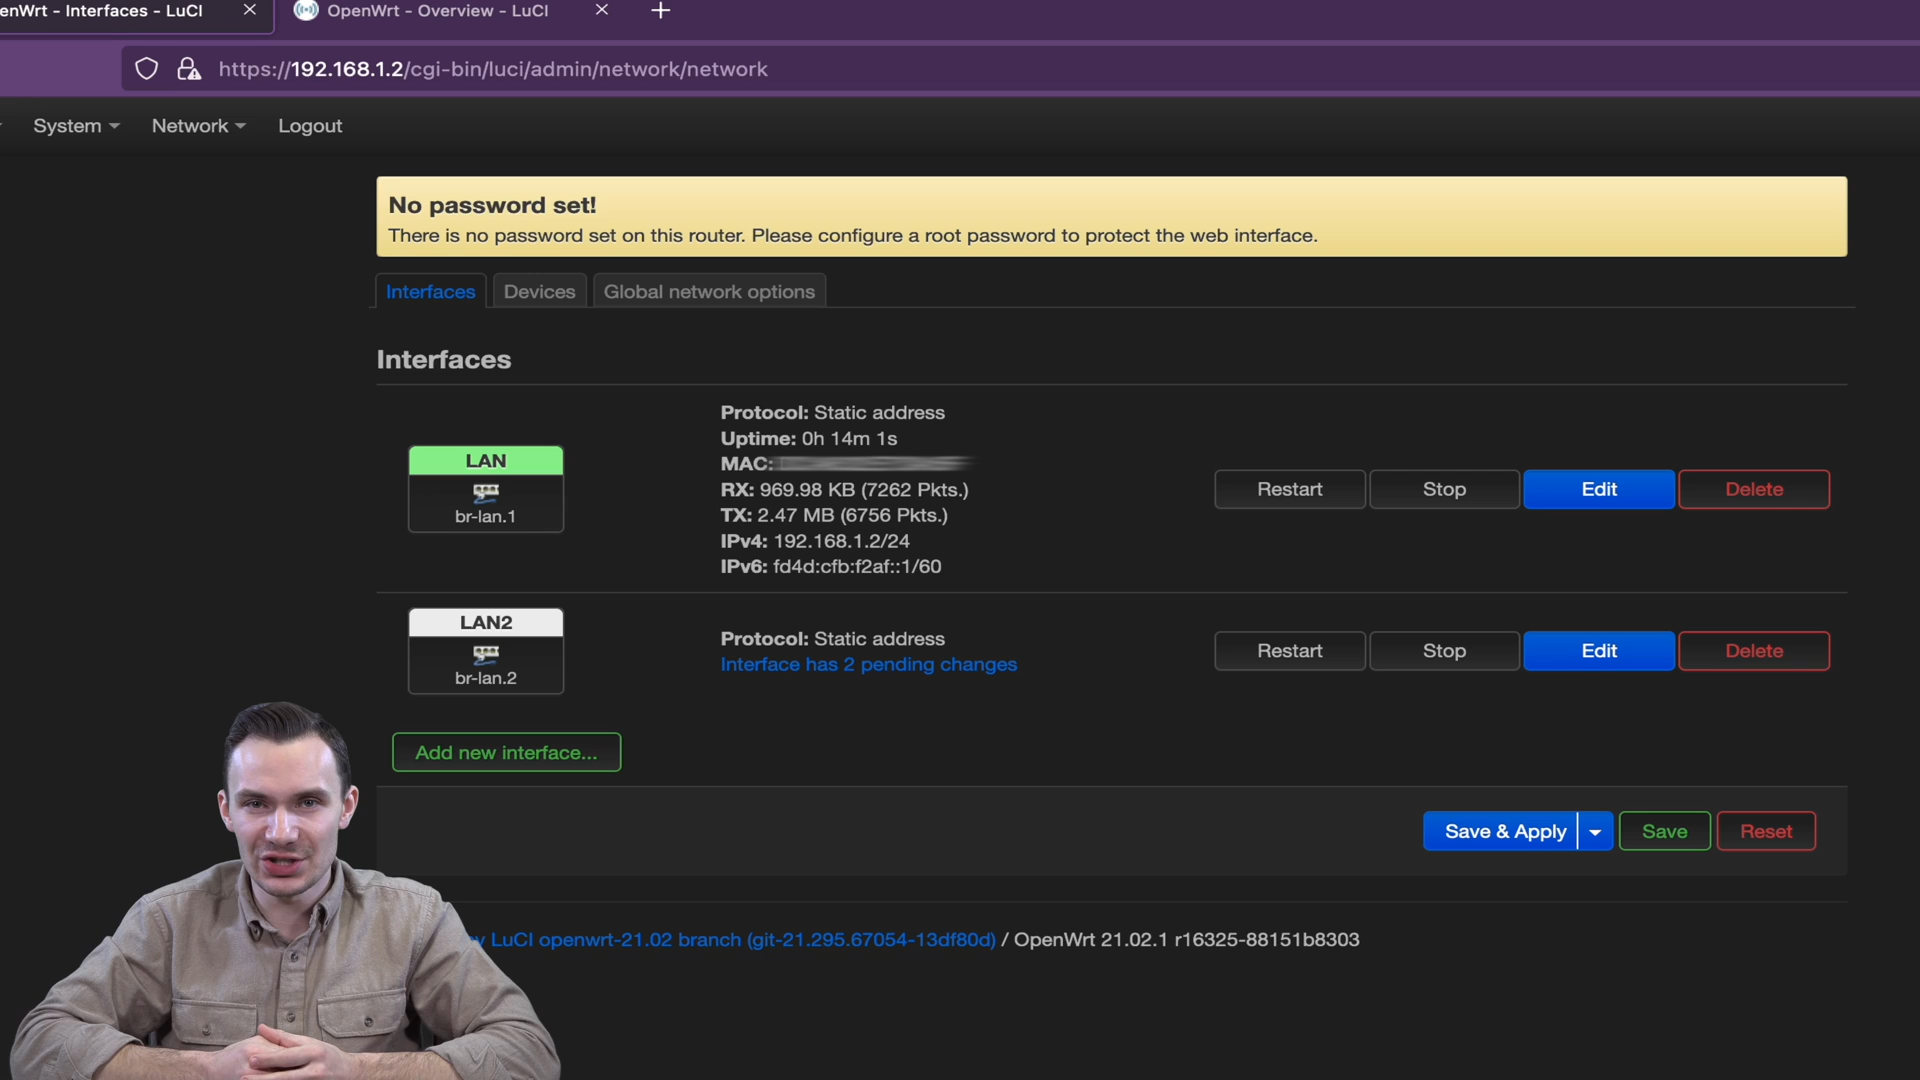 enWrt - Interfaces - LuCI
OpenWrt - Overview - LuCI
https://192.168.1.2/cgi-bin/luci/admin/network/network
System
Network
Logout
No password set!
There is no password set on this router. Please configure a root password to protect the web interface.
Interfaces
Devices
Global network options
Interfaces
LAN
br-lan.1
Protocol: Static address
Uptime: 0h 14m 1s
MAC:
RX: 969.98 KB (7262 Pkts.)
TX: 2.47 MB (6756 Pkts.)
IPv4: 192.168.1.2/24
IPv6: fd4d:cfb:f2af::1/60
Restart
Stop
Edit
Delete
LAN2
br-lan.2
Protocol: Static address
Interface has 2 pending changes
Restart
Stop
Edit
Delete
Add new interface...
Save & Apply
Save
Reset
y LuCI openwrt-21.02 branch (git-21.295.67054-13df80d) / OpenWrt 21.02.1 r16325-88151b8303